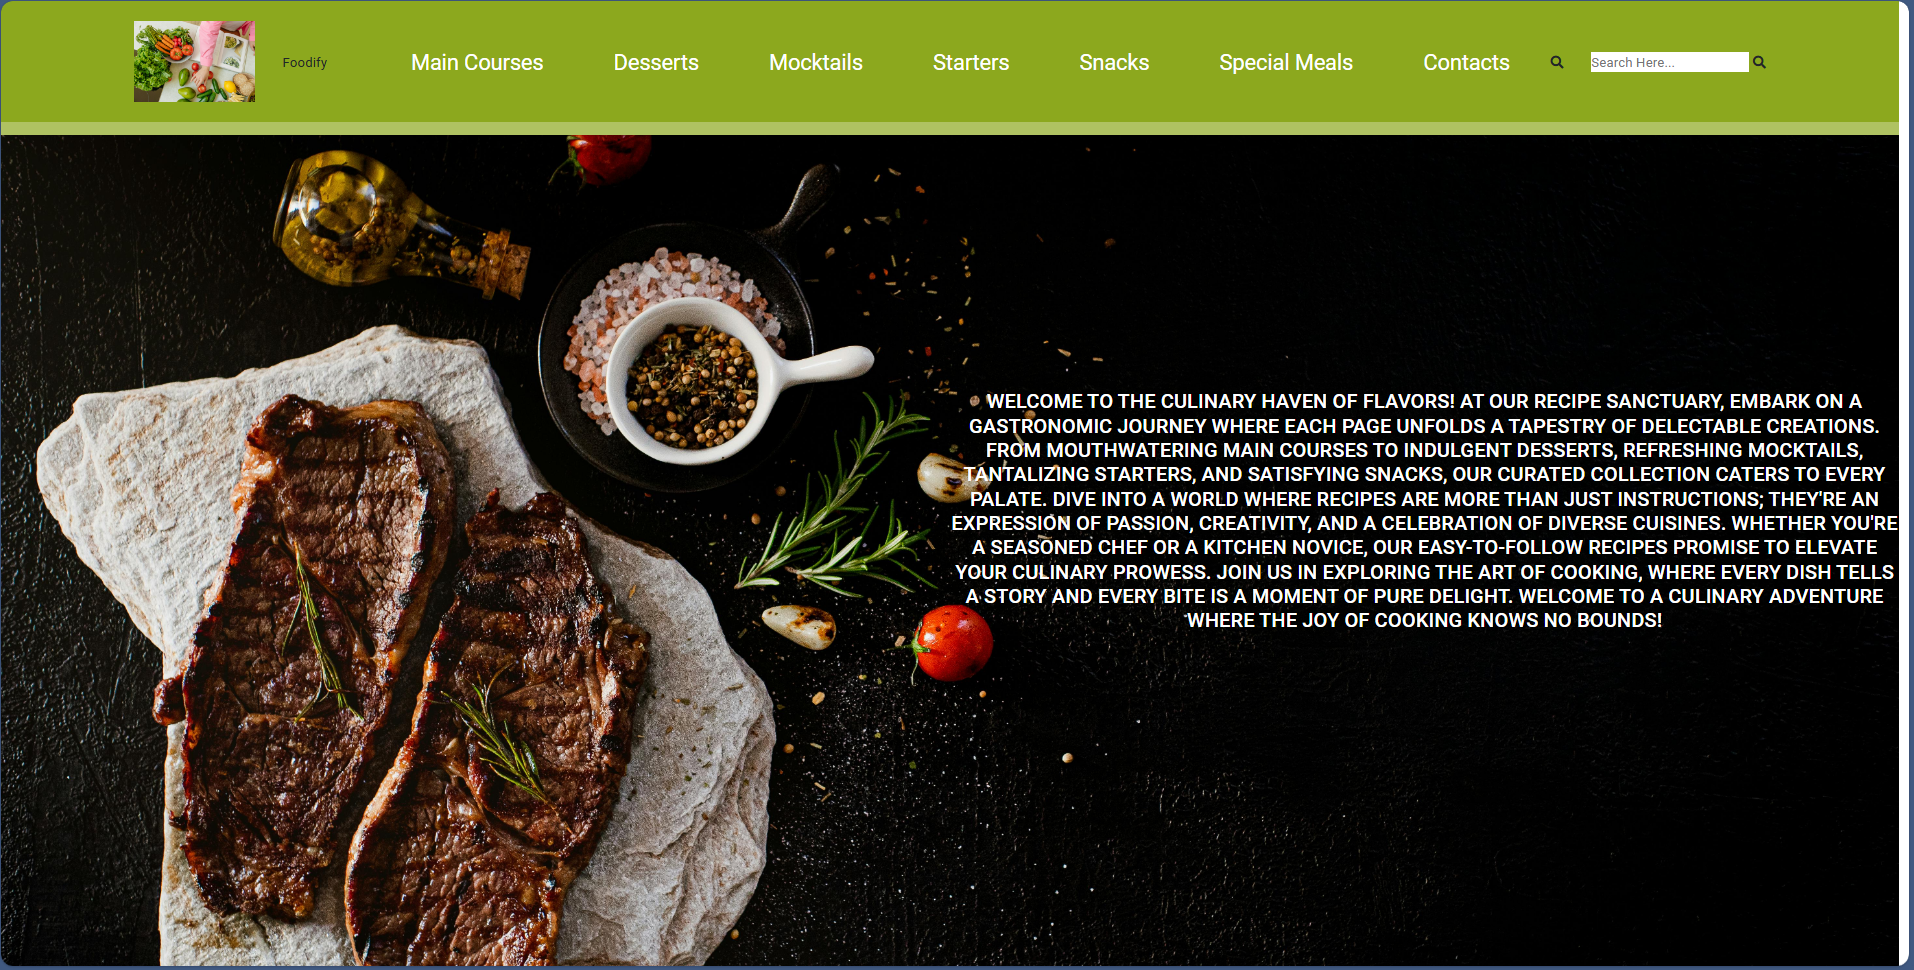 Foodify
Main Courses
Desserts
Mocktails
Starters
Snacks
Special Meals
Contacts
Search Here...
WELCOME TO THE CULINARY HAVEN OF FLAVORS! AT OUR RECIPE SANCTUARY, EMBARK ON A
GASTRONOMIC JOURNEY WHERE EACH PAGE UNFOLDS A TAPESTRY OF DELECTABLE CREATIONS.
FROM MOUTHWATERING MAIN COURSES TO INDULGENT DESSERTS, REFRESHING MOCKTAILS,
TANTALIZING STARTERS, AND SATISFYING SNACKS, OUR CURATED COLLECTION CATERS TO EVERY
PALATE. DIVE INTO A WORLD WHERE RECIPES ARE MORE THAN JUST INSTRUCTIONS; THEY'RE AN
EXPRESSION OF PASSION, CREATIVITY, AND A CELEBRATION OF DIVERSE CUISINES. WHETHER YOU'RE
A SEASONED CHEF OR A KITCHEN NOVICE, OUR EASY-TO-FOLLOW RECIPES PROMISE TO ELEVATE
YOUR CULINARY PROWESS. JOIN US IN EXPLORING THE ART OF COOKING, WHERE EVERY DISH TELLS
A STORY AND EVERY BITE IS A MOMENT OF PURE DELIGHT. WELCOME TO A CULINARY ADVENTURE
WHERE THE JOY OF COOKING KNOWS NO BOUNDS!